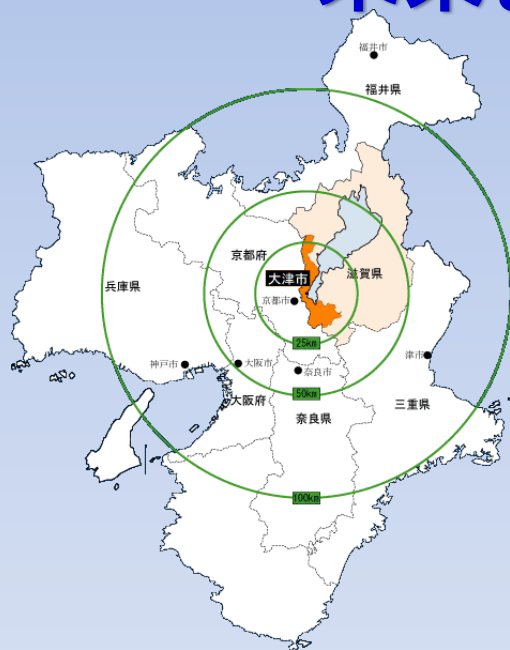 福井市
福井県
京都府
大津市
滋賀県
兵庫県
京都市
25km
津市
神戸市
大阪市
奈良市
50km
大阪府
三重県
奈良県
100km